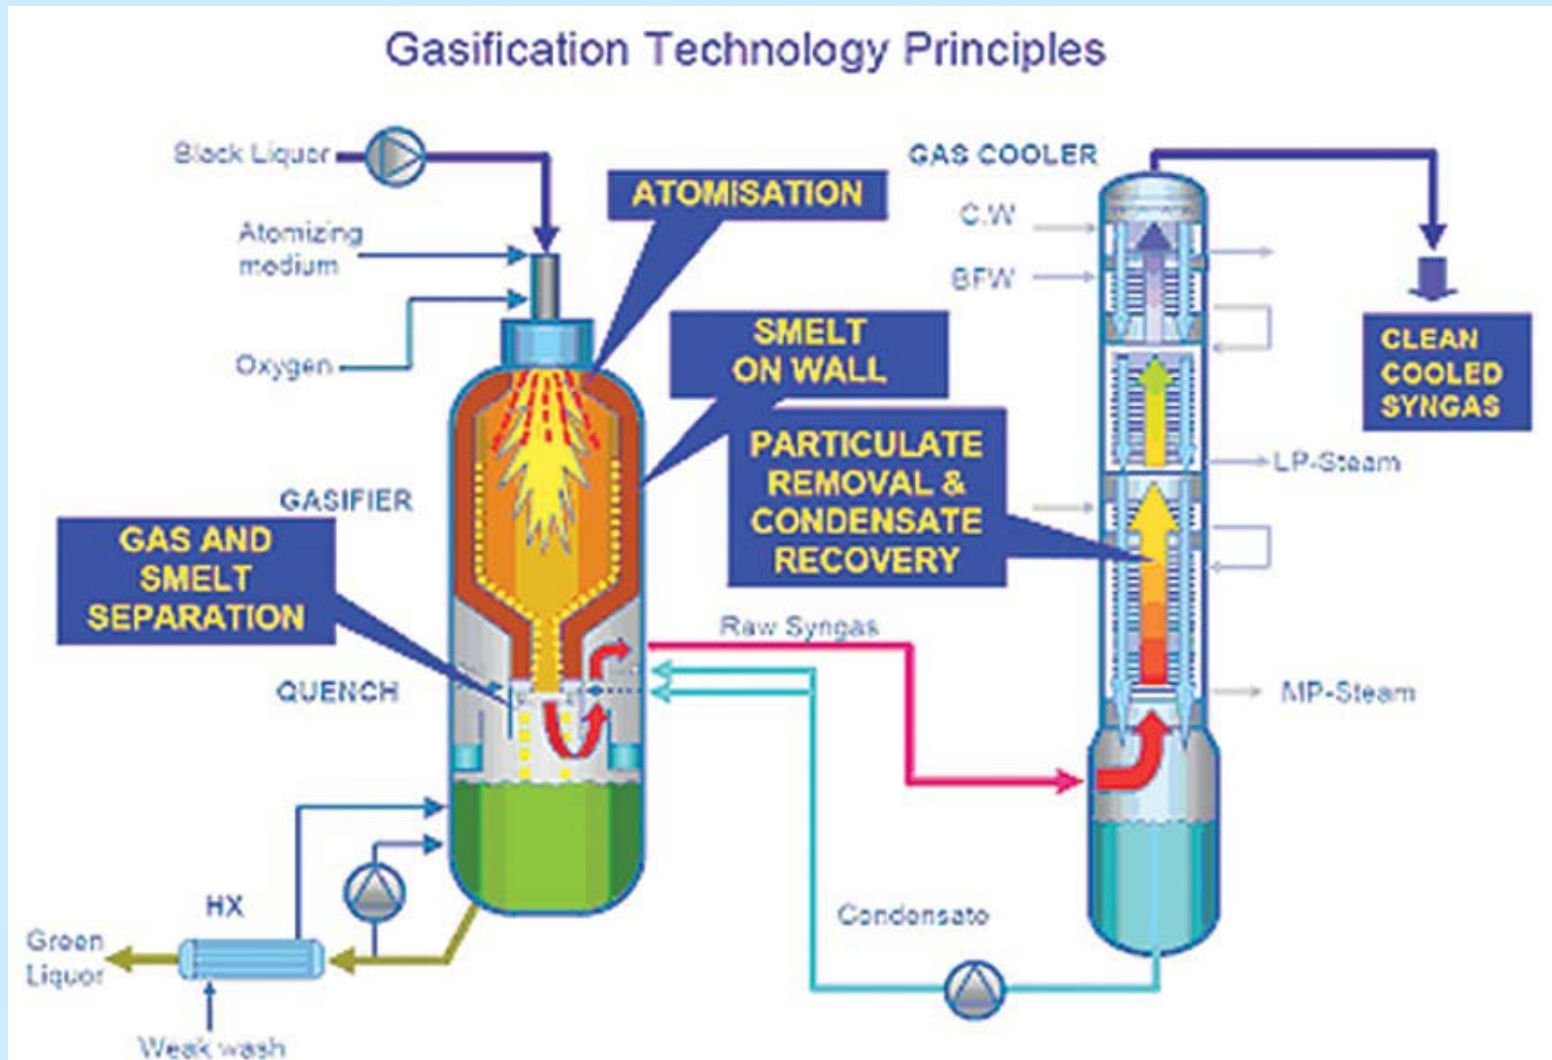 Gasification Technology Principles
Black Liquor
GAS COOLER
ATOMISATION
C.W
Atomizing
medium
BFW
SMELT
ON WALL
CLEAN
COOLED
SYNGAS
Oxygen
PARTICULATE
REMOVAL &
CONDENSATE
RECOVERY
LP-Steam
GASIFIER
GAS AND
SMELT
SEPARATION
Raw Syngas
QUENCH
MP-Steam
HX
Condensate
Green
Liquor
Weak wash